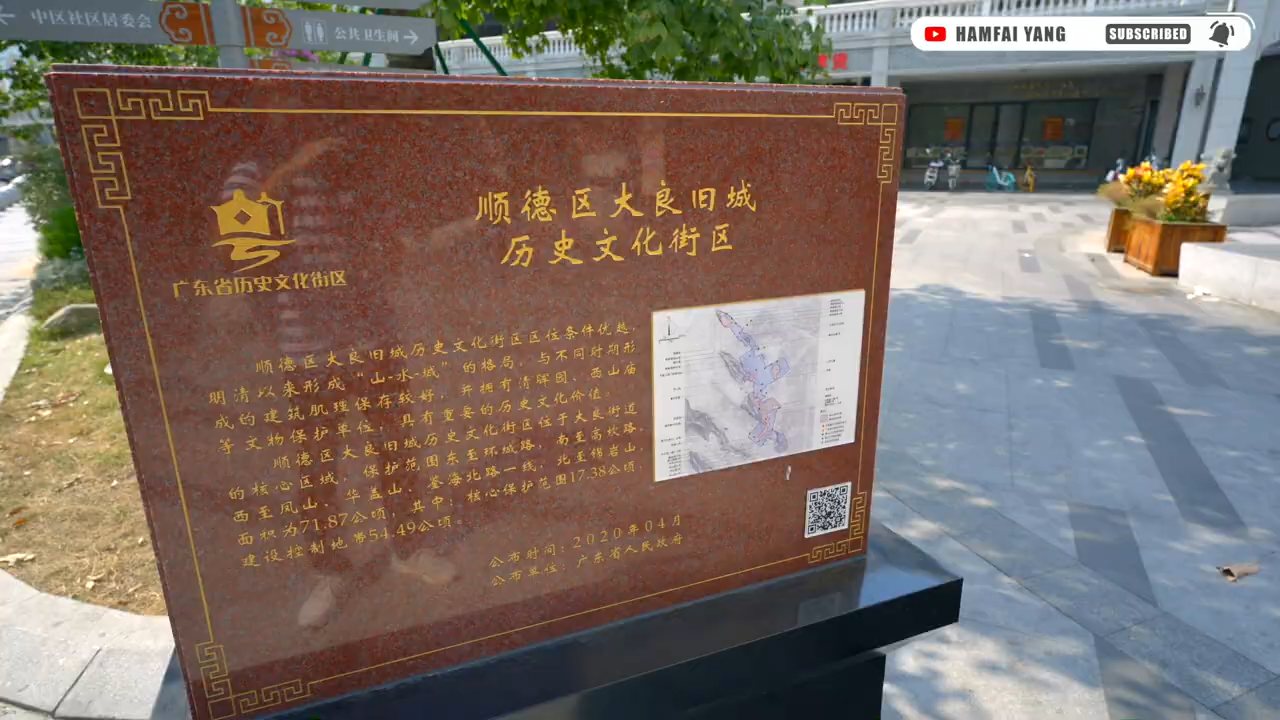 中区社区居委会
公共卫生间
HAMFAI YANG
SUBSCRIBED
广东省历史文化街区
顺德区大良旧城
历史文化街区
顺德区大良旧城历史文化街区区位条件优越，
明清以来形成“山-水-城”的格局，与不同时期形
成的建筑肌理保存较好，并拥有清晖园、西山庙
等文物保护单位，具有重要的历史文化价值。
顺德区大良旧城历史文化街区位于大良街道
的核心区域，保护范围东至环城路，南至高坎路，
西至凤山、华盖山、鉴海北路一线，北至锦岩山，
面积为71.87公顷，其中：核心保护范围17.38公顷，
建设控制地带54.49公顷。
公布时间：2020年04月
公布单位：广东省人民政府